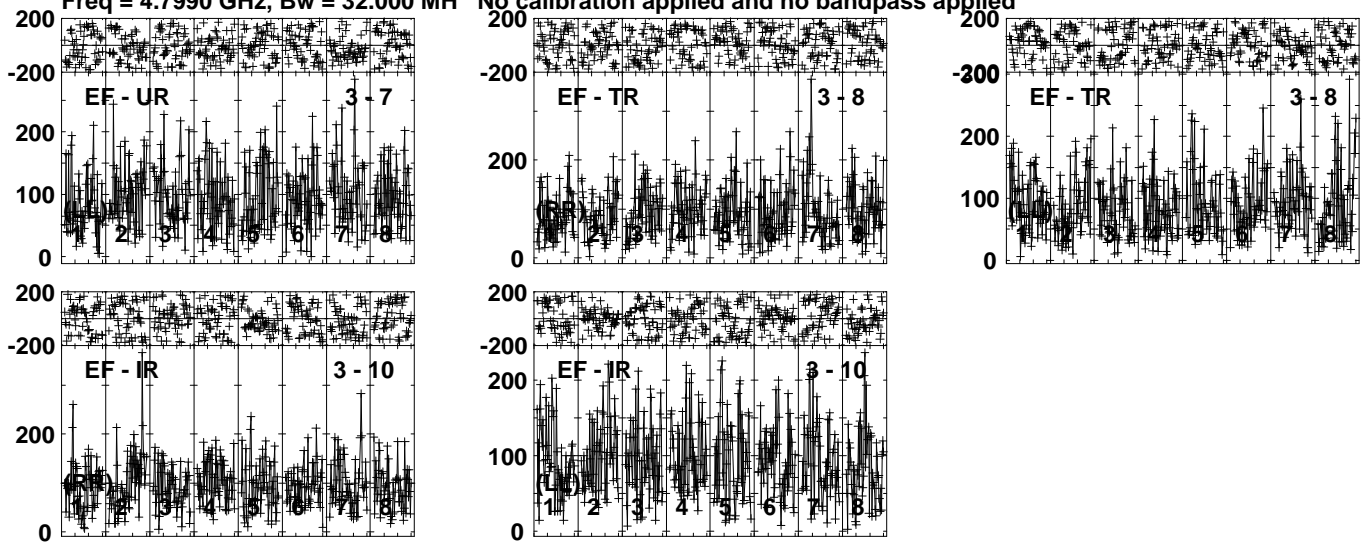 Freq = 4.7990 GHz, Bw = 32.000 MH No calibration applied and no bandpass applied
200
-200
EF - UR 3 - 7
200
100
(LL)
0
1 2 3 4 5 6 7 8
200
-200
EF - TR 3 - 8
200
(RR)
0
1 2 3 4 5 6 7 8
200
-200
300
EF - TR 3 - 8
200
100
(LL)
0
1 2 3 4 5 6 7 8
200
-200
EF - IR 3 - 10
200
(RR)
0
1 2 3 4 5 6 7 8
200
-200
EF - IR 3 - 10
200
100
(LL)
0
1 2 3 4 5 6 7 8